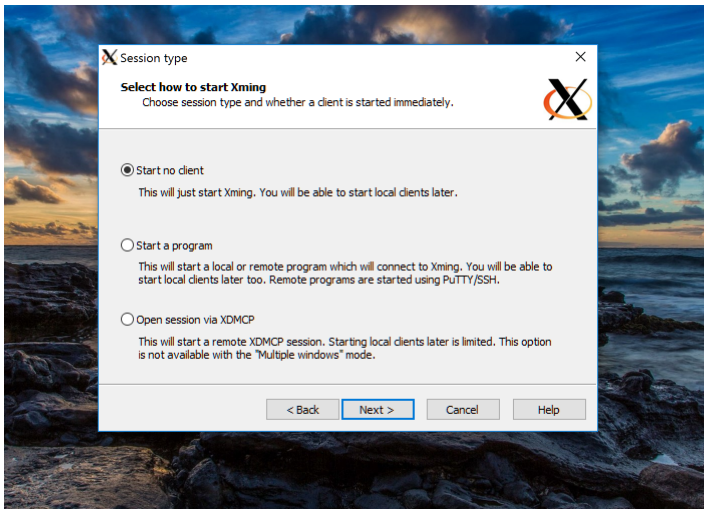 Session type
Select how to start Xming
Choose session type and whether a client is started immediately.
Start no client
This will just start Xming. You will be able to start local clients later.
Start a program
This will start a local or remote program which will connect to Xming. You will be able to
start local clients later too. Remote programs are started using PuTTY/SSH.
Open session via XDMCP
This will start a remote XDMCP session. Starting local clients later is limited. This option
is not available with the "Multiple windows" mode.
< Back Next > Cancel Help